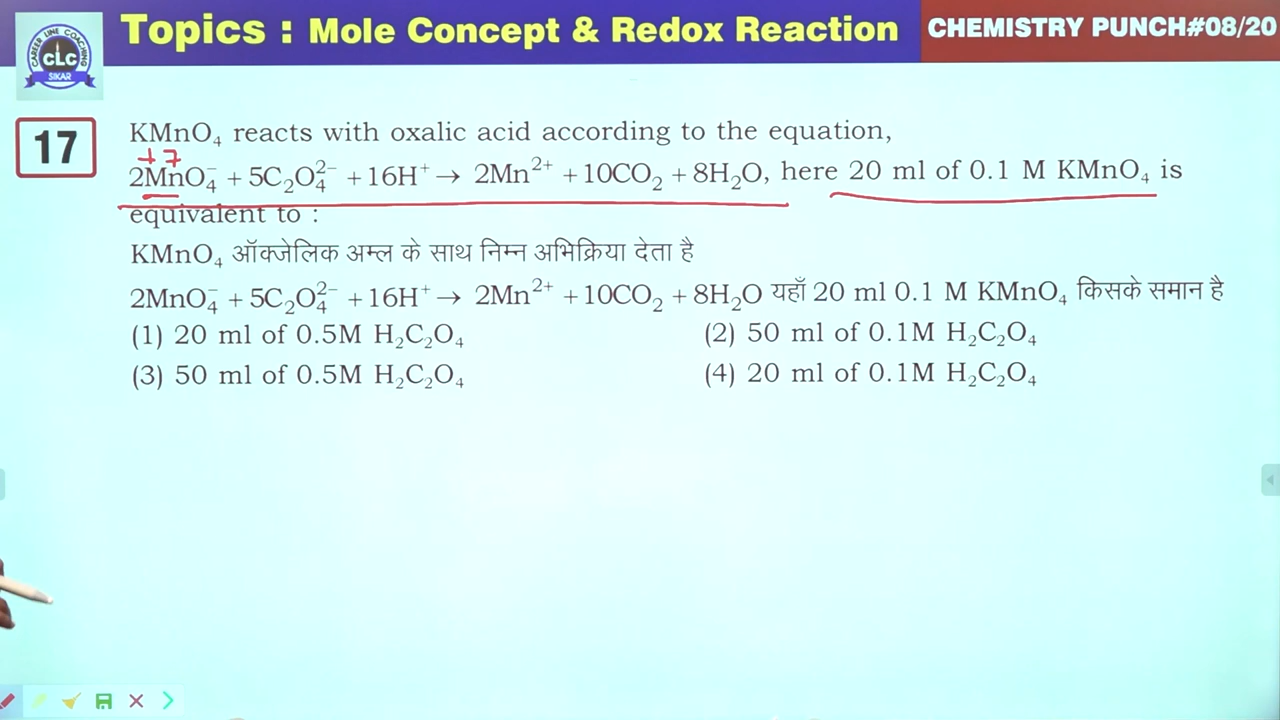 Topics : Mole Concept & Redox Reaction
CHEMISTRY PUNCH#08/20
CAREER LINE COACHING
CLC
SIKAR
17
KMnO₄ reacts with oxalic acid according to the equation,
+7
2MnO₄⁻ + 5C₂O₄²⁻ + 16H⁺ → 2Mn²⁺ + 10CO₂ + 8H₂O, here 20 ml of 0.1 M KMnO₄ is
equivalent to :
KMnO₄ ऑक्जेलिक अम्ल के साथ निम्न अभिक्रिया देता है
2MnO₄⁻ + 5C₂O₄²⁻ + 16H⁺ → 2Mn²⁺ + 10CO₂ + 8H₂O यहाँ 20 ml 0.1 M KMnO₄ किसके समान है
(1) 20 ml of 0.5M H₂C₂O₄ (2) 50 ml of 0.1M H₂C₂O₄
(3) 50 ml of 0.5M H₂C₂O₄ (4) 20 ml of 0.1M H₂C₂O₄